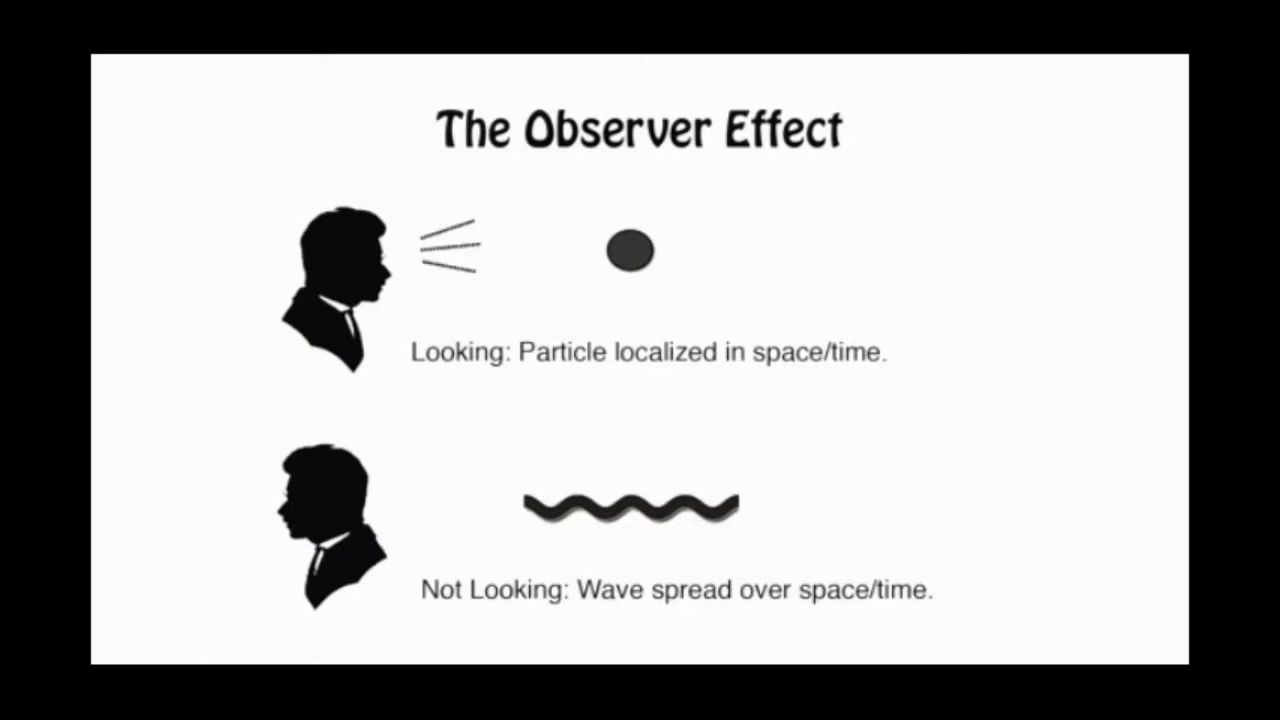 The Observer Effect
Looking: Particle localized in space/time.
Not Looking: Wave spread over space/time.